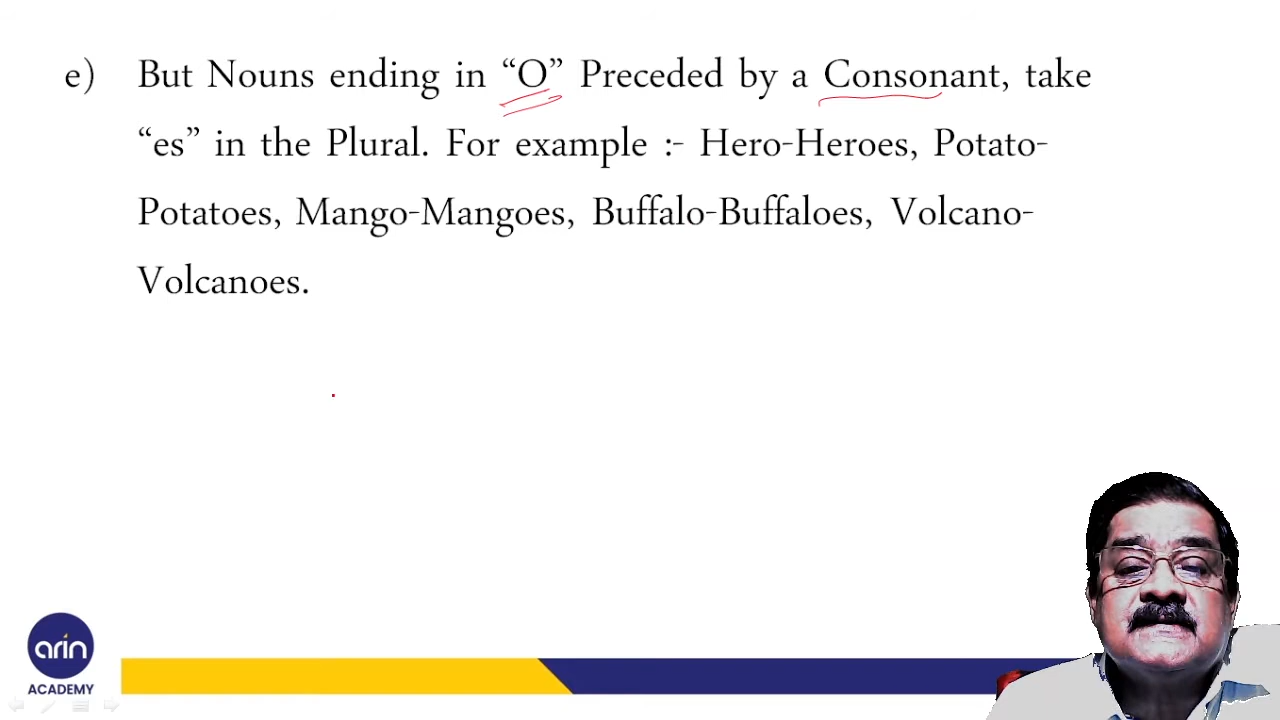 e) But Nouns ending in “O” Preceded by a Consonant, take
“es” in the Plural. For example :- Hero-Heroes, Potato-
Potatoes, Mango-Mangoes, Buffalo-Buffaloes, Volcano-
Volcanoes.
arin
ACADEMY